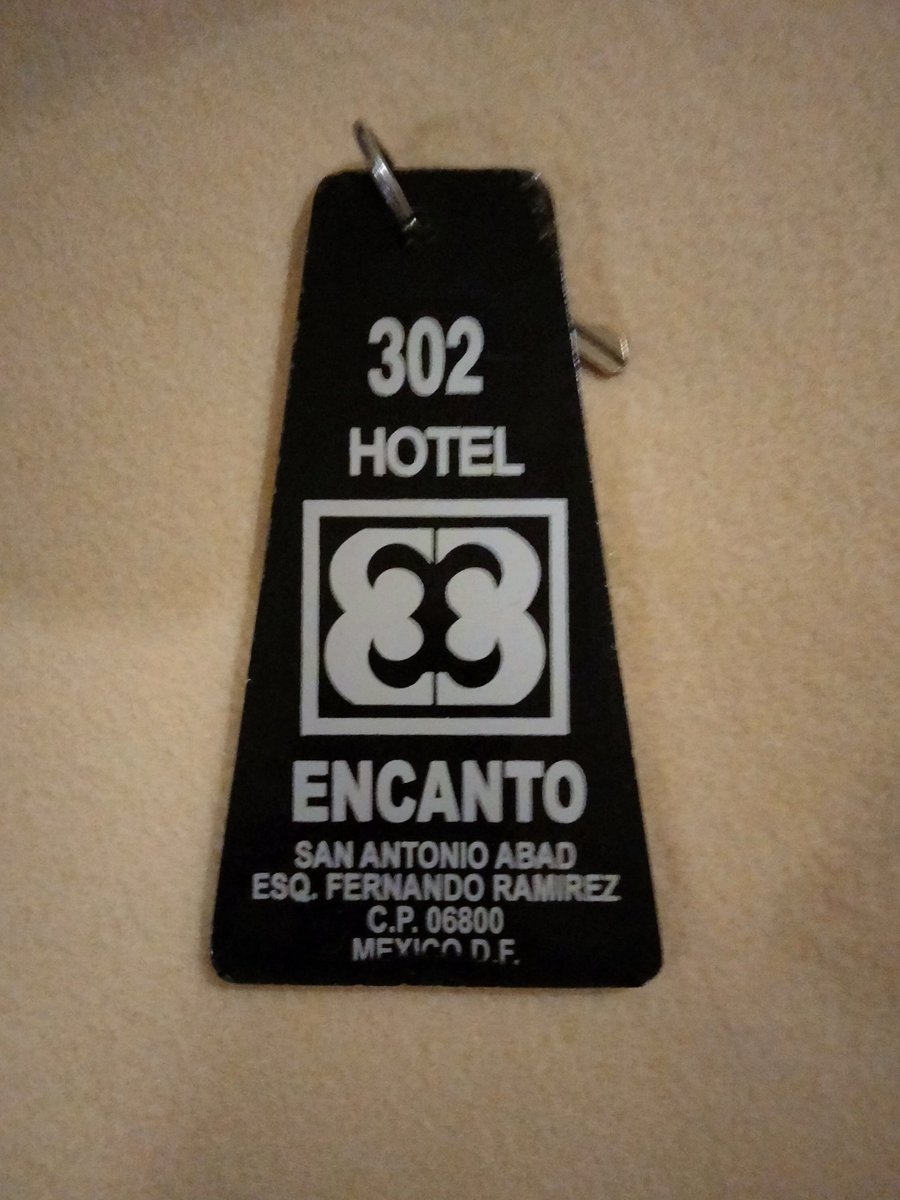 302
HOTEL
ENCANTO
SAN ANTONIO ABAD
ESQ. FERNANDO RAMIREZ
C.P. 06800
MEXICO D.F.